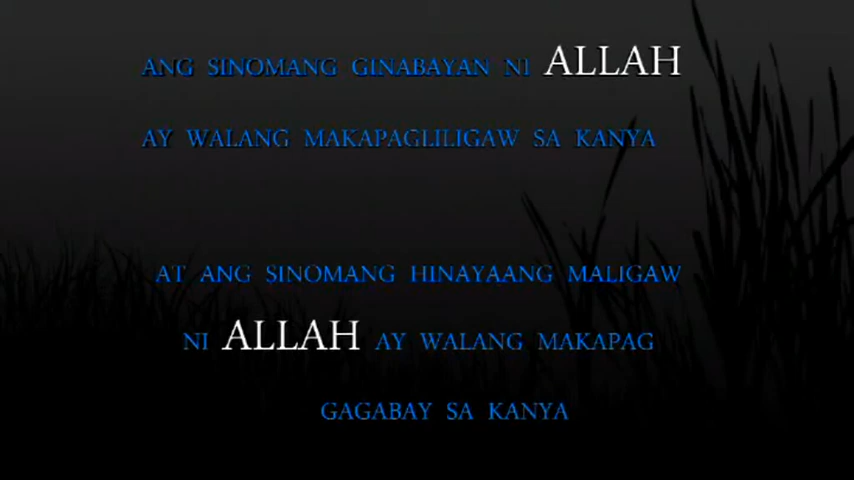 ANG SINOMANG GINABAYAN NI ALLAH
AY WALANG MAKAPAGLILIGAW SA KANYA
AT ANG SINOMANG HINAYAANG MALIGAW
NI ALLAH AY WALANG MAKAPAG
GAGABAY SA KANYA